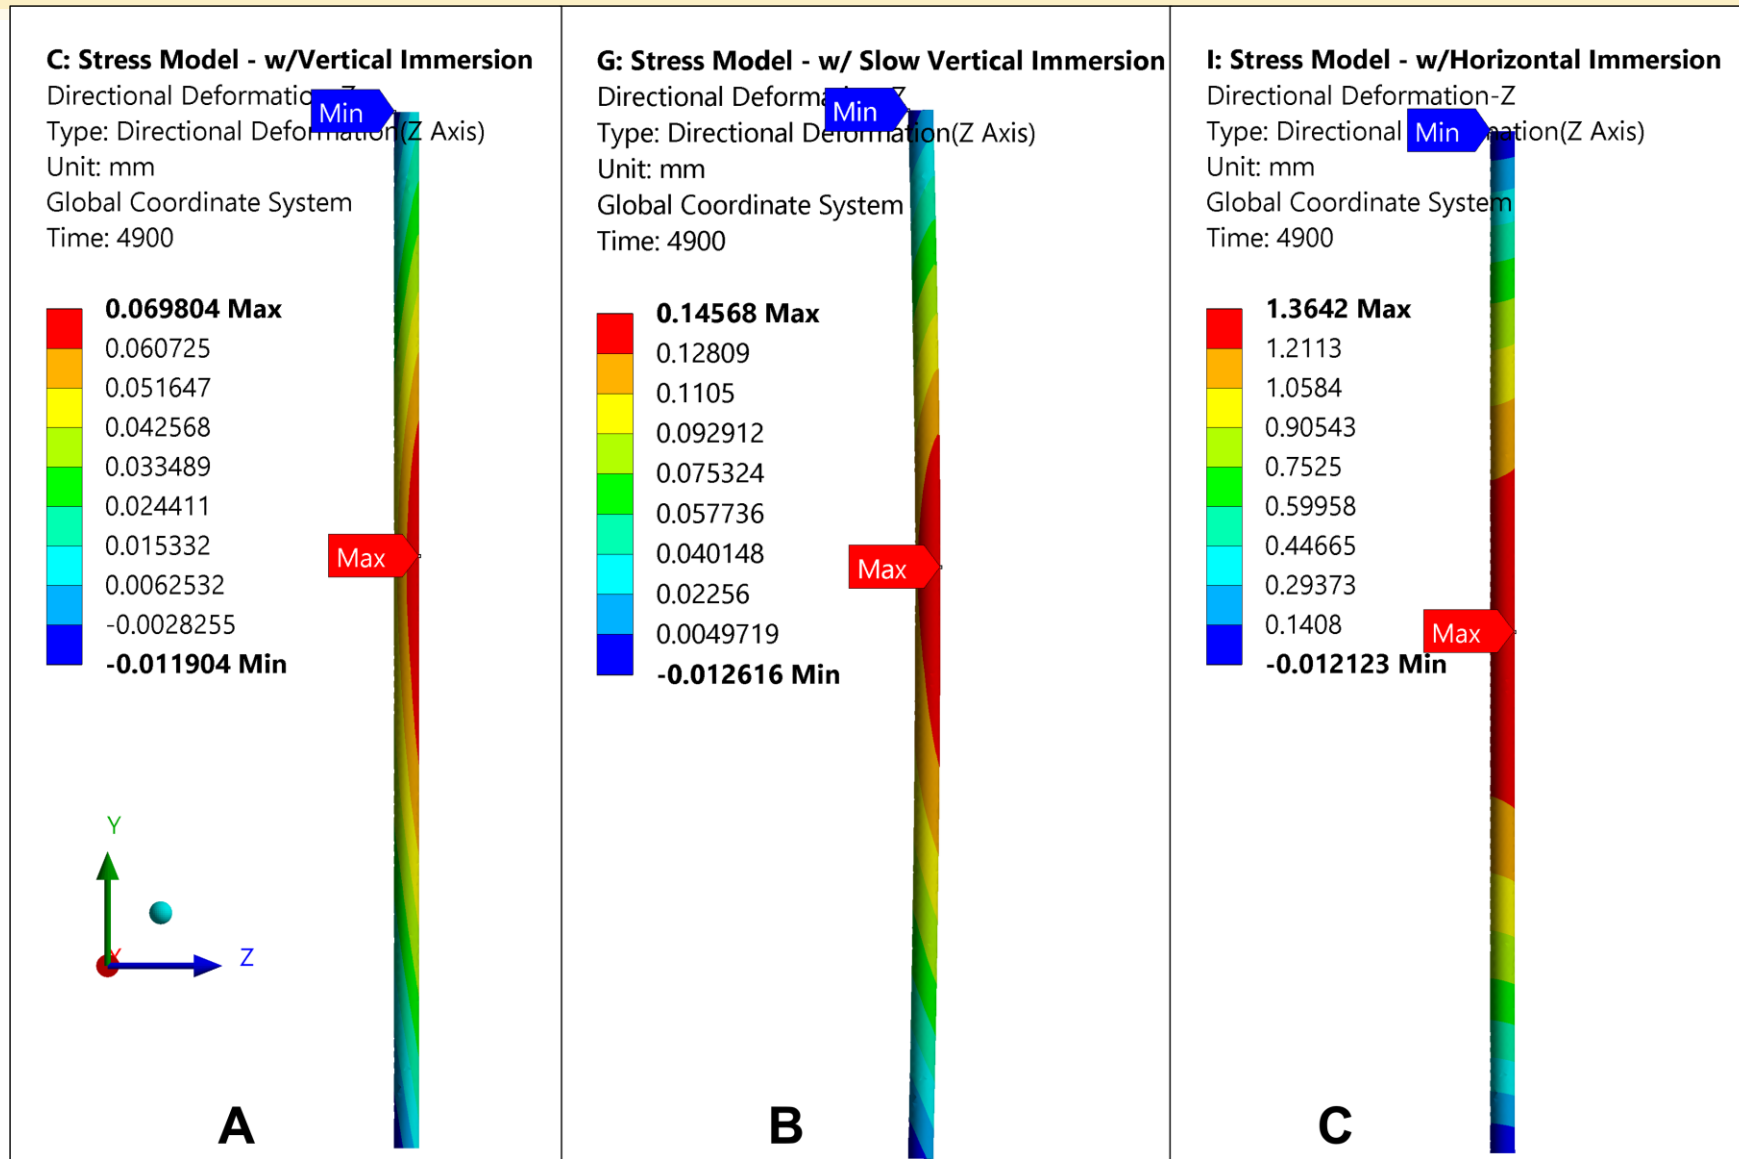 C: Stress Model - w/Vertical Immersion
Directional Deformatio Z
Type: Directional Deformation(Z Axis)
Unit: mm
Global Coordinate System
Time: 4900
Min
0.069804 Max
0.060725
0.051647
0.042568
0.033489
0.024411
0.015332
0.0062532
-0.0028255
-0.011904 Min
Max
Y
X
Z
A
G: Stress Model - w/ Slow Vertical Immersion
Directional Deforma Z
Type: Directional Deformation(Z Axis)
Unit: mm
Global Coordinate System
Time: 4900
Min
0.14568 Max
0.12809
0.1105
0.092912
0.075324
0.057736
0.040148
0.02256
0.0049719
-0.012616 Min
Max
B
I: Stress Model - w/Horizontal Immersion
Directional Deformation-Z
Type: Directional mation(Z Axis)
Unit: mm
Global Coordinate System
Time: 4900
Min
1.3642 Max
1.2113
1.0584
0.90543
0.7525
0.59958
0.44665
0.29373
0.1408
-0.012123 Min
Max
C